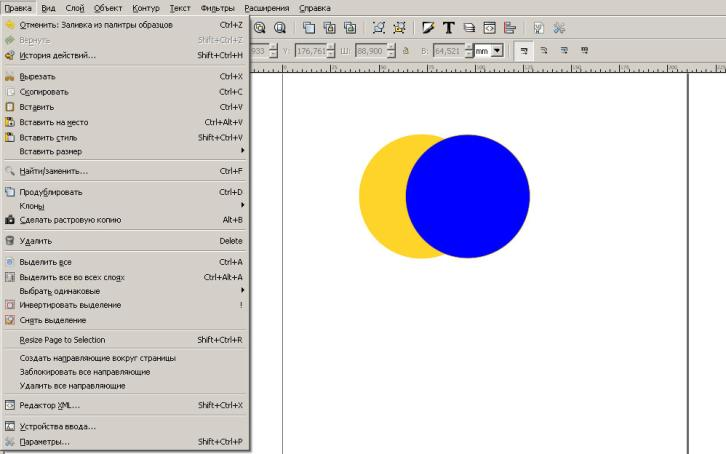 Правка Вид Слой Объект Контур Текст Фильтры Расширения Справка
933 Y: 176,761 Ш: 88,900 В: 64,521 mm
Отменить: Заливка из палитры образцов Ctrl+Z
Вернуть Shift+Ctrl+Z
История действий... Shift+Ctrl+H
Вырезать Ctrl+X
Скопировать Ctrl+C
Вставить Ctrl+V
Вставить на место Ctrl+Alt+V
Вставить стиль Shift+Ctrl+V
Вставить размер
Найти/заменить... Ctrl+F
Продублировать Ctrl+D
Клоны
Сделать растровую копию Alt+B
Удалить Delete
Выделить все Ctrl+A
Выделить все во всех слоях Ctrl+Alt+A
Выбрать одинаковые
Инвертировать выделение !
Снять выделение
Resize Page to Selection Shift+Ctrl+R
Создать направляющие вокруг страницы
Заблокировать все направляющие
Удалить все направляющие
Редактор XML... Shift+Ctrl+X
Устройства ввода...
Параметры... Shift+Ctrl+P